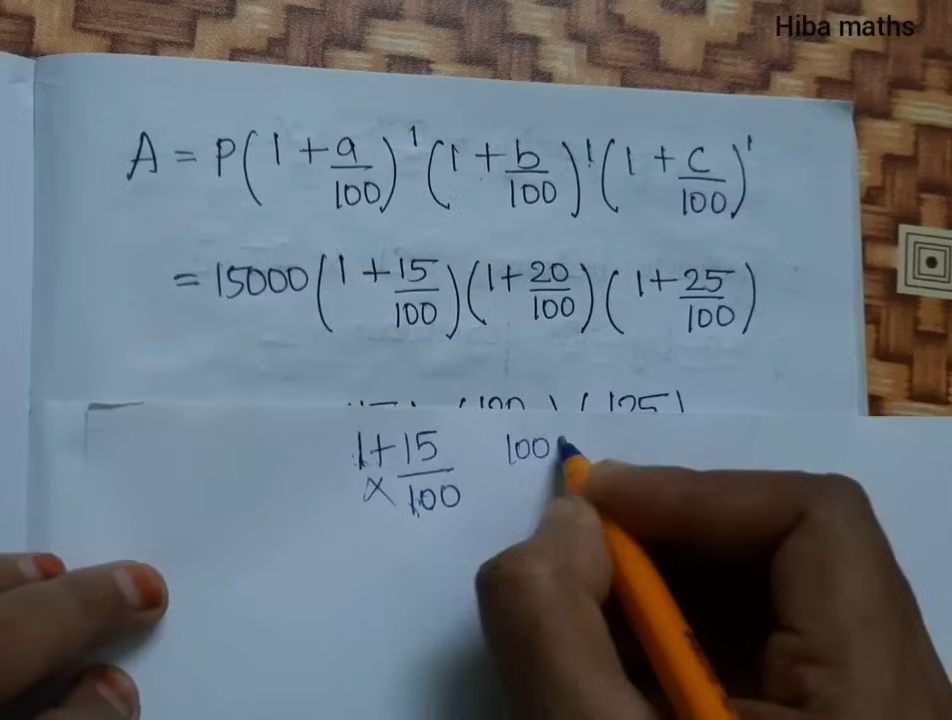 Hiba maths
A = P(1 + a/100)¹ (1 + b/100)¹ (1 + c/100)¹
= 15000 (1 + 15/100) (1 + 20/100) (1 + 25/100)
1 + 15/100 100
×